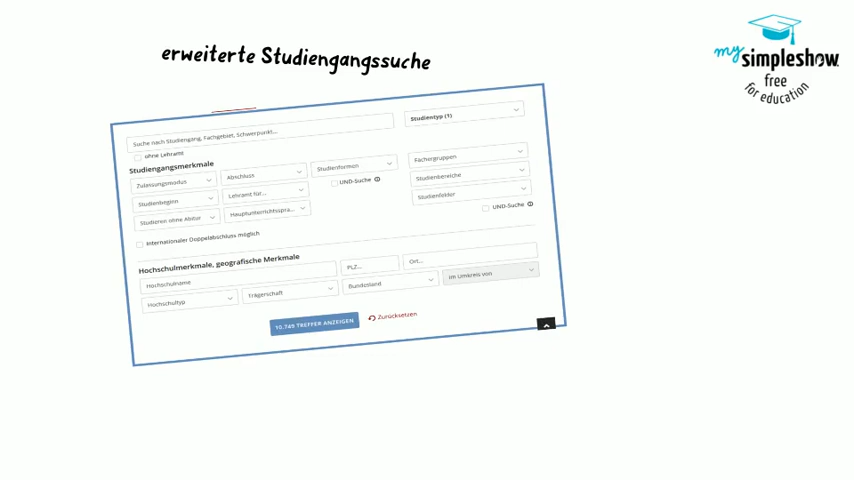 erweiterte Studiengangssuche
my simpleshow
free
for education
Suche nach Studiengang, Fachgebiet, Schwerpunkt...
Studientyp (1)
ohne Lehramt
Studiengangsmerkmale
Zulassungsmodus
Abschluss
Studienformen
Fächergruppen
Studienbeginn
Lehramt für...
UND-Suche
Studienbereiche
Studieren ohne Abitur
Hauptunterrichtsspra...
Studienfelder
UND-Suche
Internationaler Doppelabschluss möglich
Hochschulmerkmale, geografische Merkmale
Hochschulname
PLZ...
Ort...
Hochschultyp
Trägerschaft
Bundesland
im Umkreis von
10.749 TREFFER ANZEIGEN
Zurücksetzen